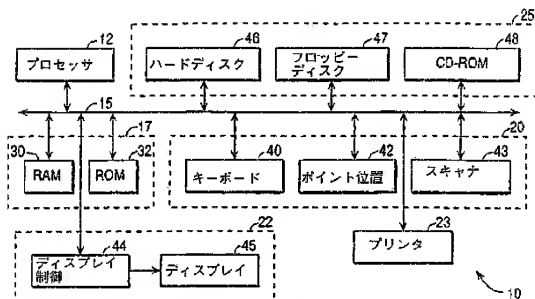 25
12
46
47
48
プロセッサ
ハードディスク
フロッピー
ディスク
CD-ROM
15
17
20
30
32
40
42
43
RAM
ROM
キーボード
ポイント位置
スキャナ
22
44
45
23
ディスプレイ
制御
ディスプレイ
プリンタ
10